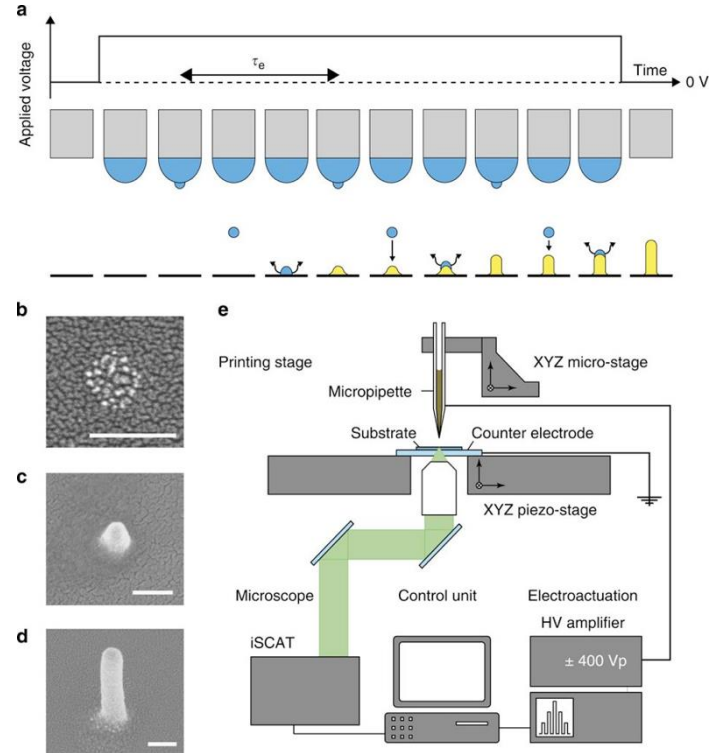 a
Applied voltage
τe
Time
0 V
b
c
d
e
Printing stage
XYZ micro-stage
Micropipette
Substrate
Counter electrode
XYZ piezo-stage
Microscope
Control unit
Electroactuation
HV amplifier
iSCAT
± 400 Vp